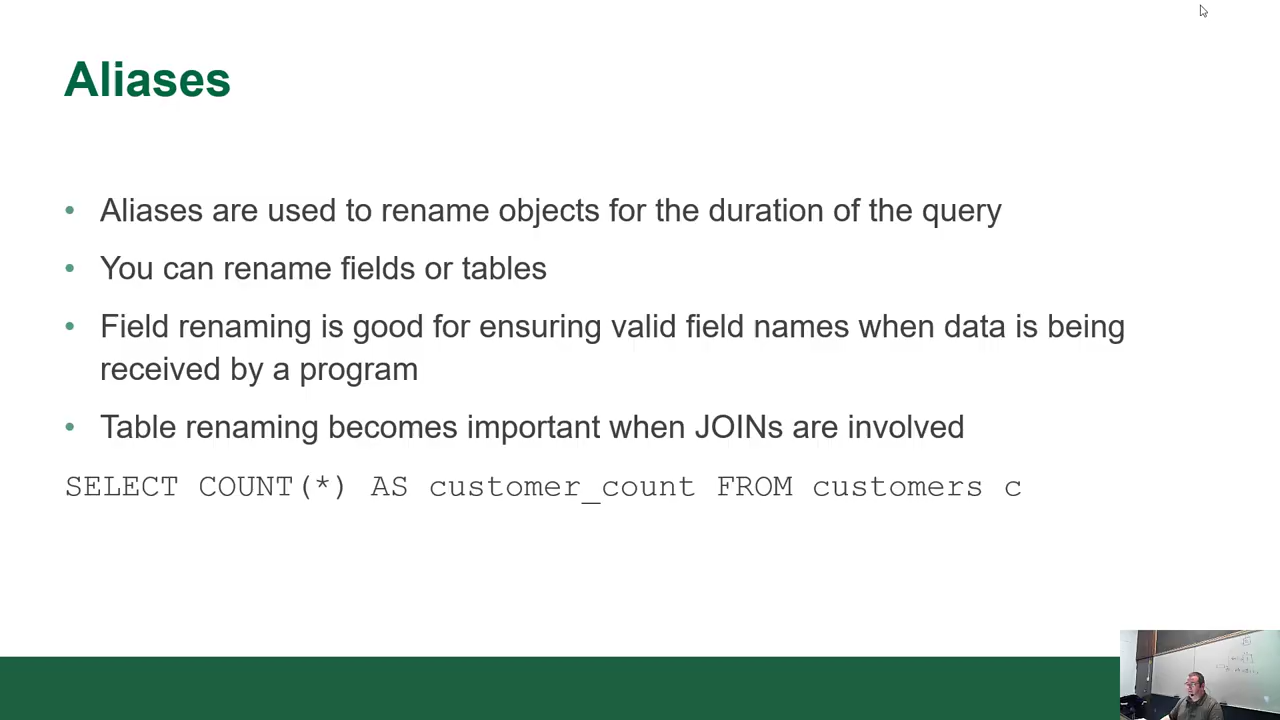 Aliases
• Aliases are used to rename objects for the duration of the query
• You can rename fields or tables
• Field renaming is good for ensuring valid field names when data is being
received by a program
• Table renaming becomes important when JOINs are involved
SELECT COUNT(*) AS customer_count FROM customers c